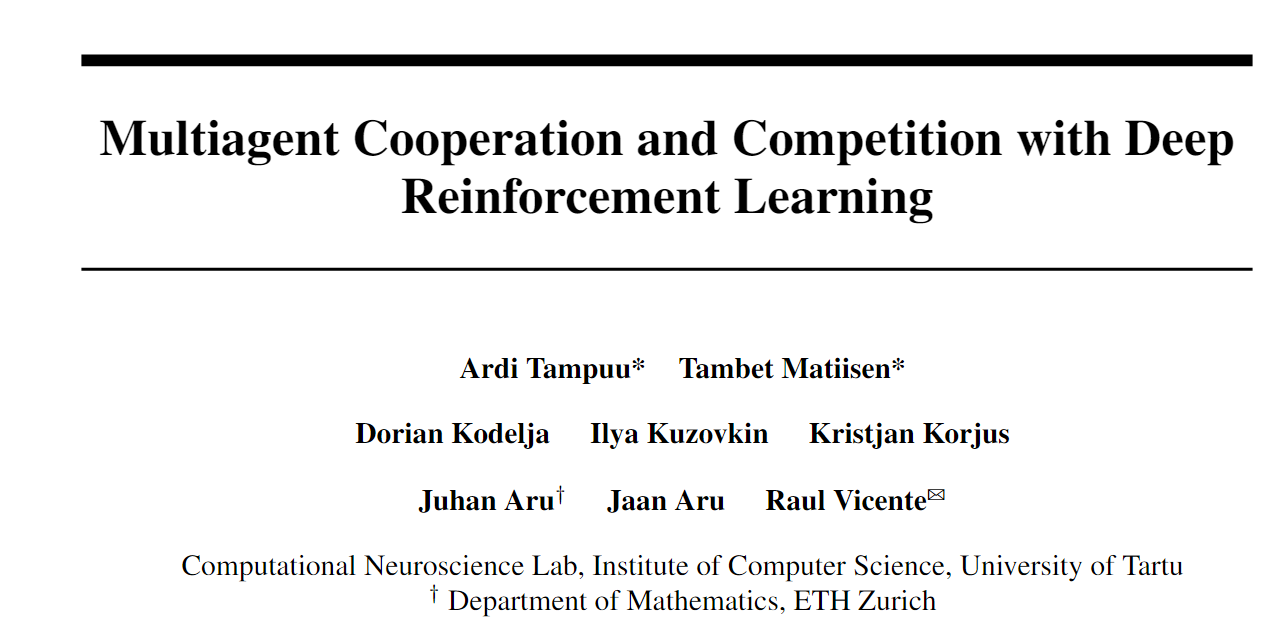 Multiagent Cooperation and Competition with Deep
Reinforcement Learning
Ardi Tampuu* Tambet Matiisen*
Dorian Kodelja Ilya Kuzovkin Kristjan Korjus
Juhan Aru† Jaan Aru Raul Vicente✉
Computational Neuroscience Lab, Institute of Computer Science, University of Tartu
† Department of Mathematics, ETH Zurich